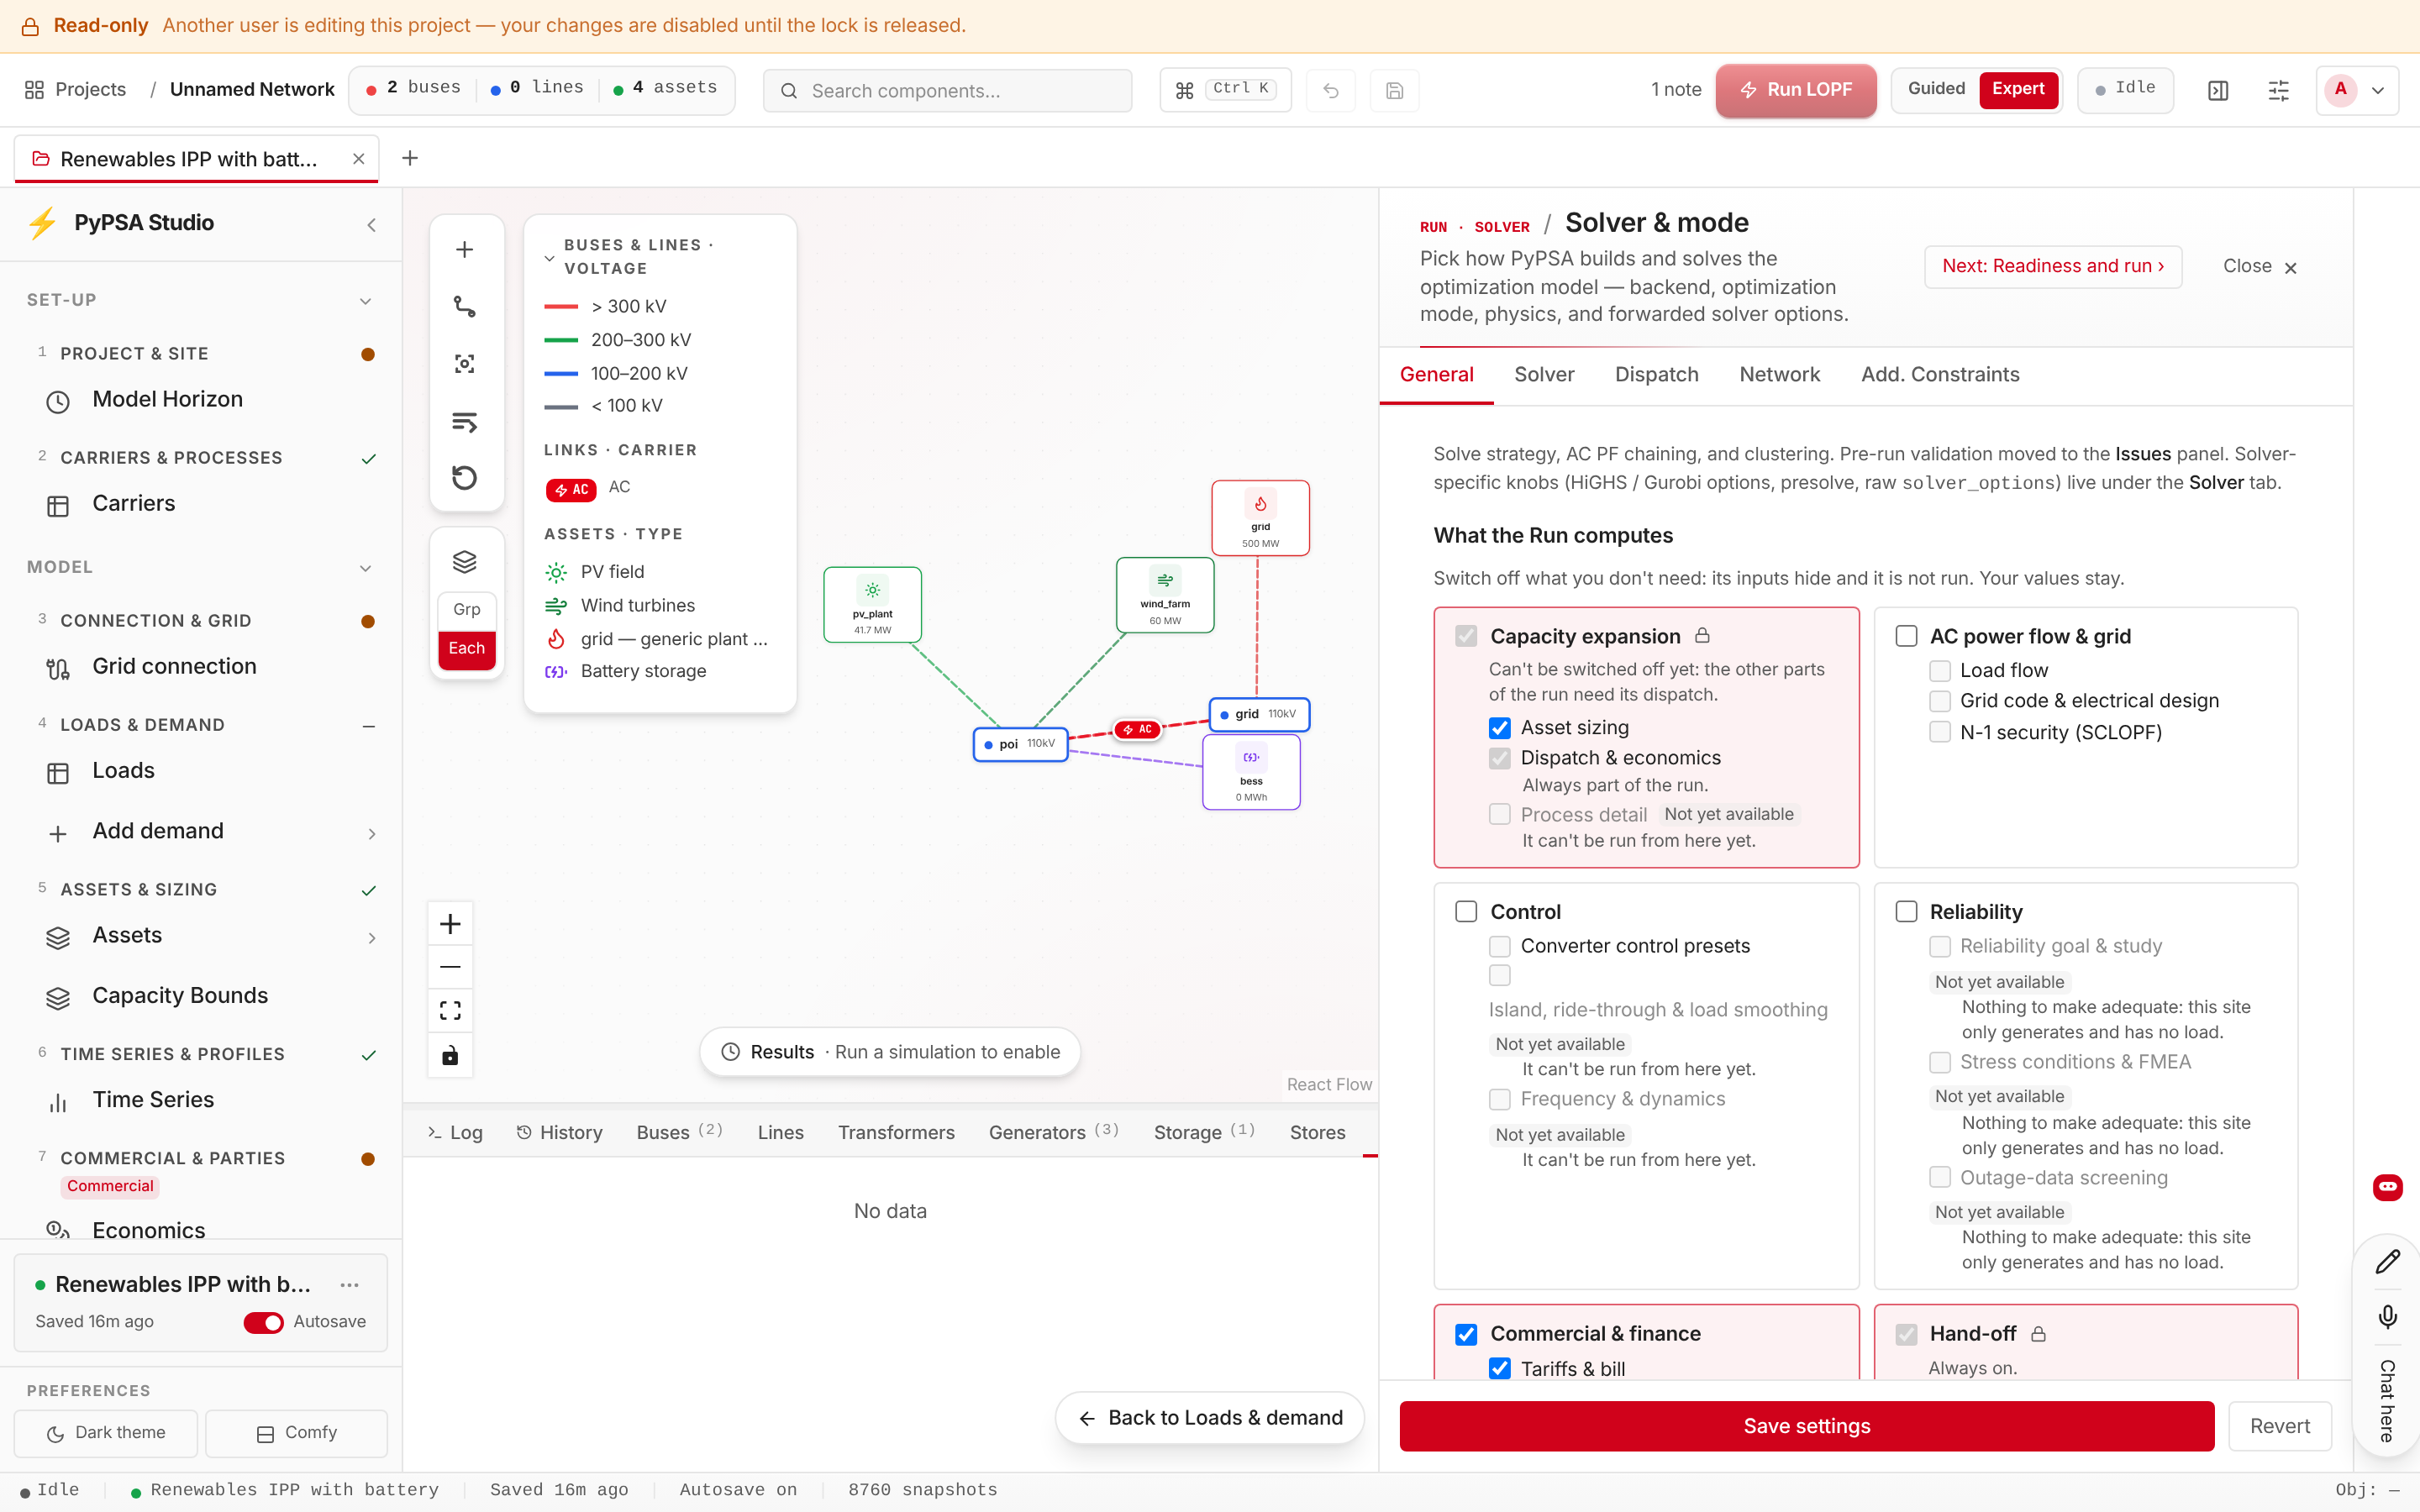 Read-only Another user is editing this project — your changes are disabled until the lock is released.
Projects / Unnamed Network
2 buses 0 lines 4 assets
Search components...
Ctrl K
1 note
Run LOPF
Guided Expert
Idle
A
Renewables IPP with batt...
PyPSA Studio
SET-UP
1 PROJECT & SITE
Model Horizon
2 CARRIERS & PROCESSES
Carriers
MODEL
3 CONNECTION & GRID
Grid connection
4 LOADS & DEMAND
Loads
Add demand
5 ASSETS & SIZING
Assets
Capacity Bounds
6 TIME SERIES & PROFILES
Time Series
7 COMMERCIAL & PARTIES
Commercial
Economics
Renewables IPP with b...
Saved 16m ago
Autosave
PREFERENCES
Dark theme
Comfy
Grp
Each
BUSES & LINES ·
VOLTAGE
> 300 kV
200–300 kV
100–200 kV
< 100 kV
LINKS · CARRIER
AC AC
ASSETS · TYPE
PV field
Wind turbines
grid — generic plant ...
Battery storage
grid
500 MW
pv_plant
41.7 MW
wind_farm
60 MW
poi 110kV
AC
grid 110kV
bess
0 MWh
Results · Run a simulation to enable
React Flow
Log
History
Buses (2)
Lines
Transformers
Generators (3)
Storage (1)
Stores
No data
Back to Loads & demand
RUN · SOLVER / Solver & mode
Pick how PyPSA builds and solves the
optimization model — backend, optimization
mode, physics, and forwarded solver options.
Next: Readiness and run ›
Close
General
Solver
Dispatch
Network
Add. Constraints
Solve strategy, AC PF chaining, and clustering. Pre-run validation moved to the Issues panel. Solver-
specific knobs (HiGHS / Gurobi options, presolve, raw solver_options) live under the Solver tab.
What the Run computes
Switch off what you don't need: its inputs hide and it is not run. Your values stay.
Capacity expansion
Can't be switched off yet: the other parts
of the run need its dispatch.
Asset sizing
Dispatch & economics
Always part of the run.
Process detail Not yet available
It can't be run from here yet.
AC power flow & grid
Load flow
Grid code & electrical design
N-1 security (SCLOPF)
Control
Converter control presets
Island, ride-through & load smoothing
Not yet available
It can't be run from here yet.
Frequency & dynamics
Not yet available
It can't be run from here yet.
Reliability
Reliability goal & study
Not yet available
Nothing to make adequate: this site
only generates and has no load.
Stress conditions & FMEA
Not yet available
Nothing to make adequate: this site
only generates and has no load.
Outage-data screening
Not yet available
Nothing to make adequate: this site
only generates and has no load.
Commercial & finance
Tariffs & bill
Hand-off
Always on.
Save settings
Revert
Chat here
Idle
Renewables IPP with battery
Saved 16m ago
Autosave on
8760 snapshots
Obj: —